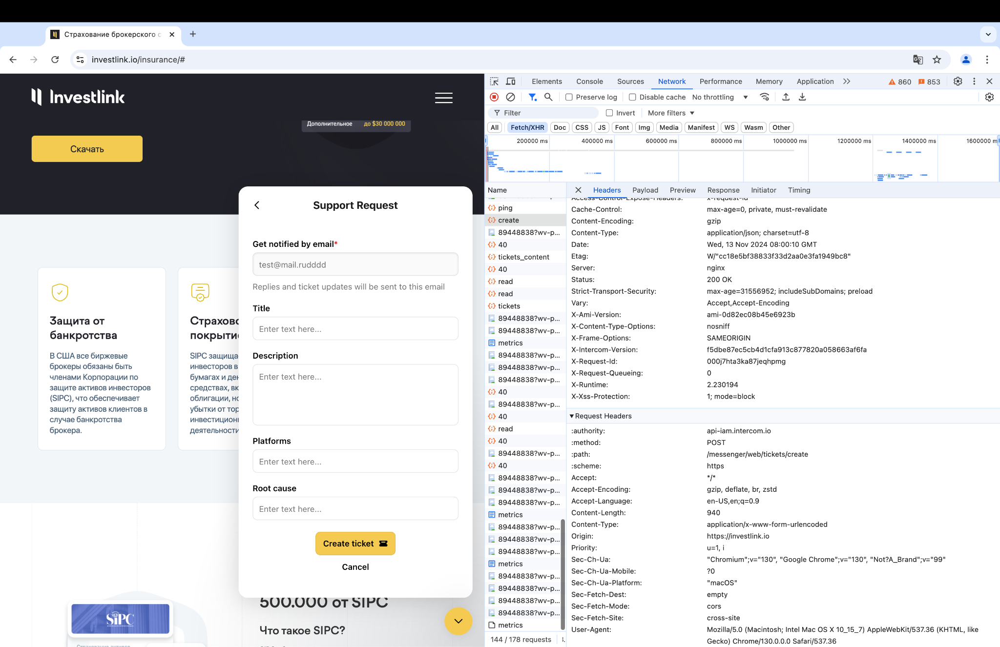 Страхование брокерского с
investlink.io/insurance/#
Investlink
Дополнительное до $30 000 000
Скачать
Support Request
Get notified by email*
test@mail.rudddd
Replies and ticket updates will be sent to this email
Title
Enter text here...
Description
Enter text here...
Platforms
Enter text here...
Root cause
Enter text here...
Create ticket
Cancel
Защита от
банкротства
В США все биржевые
брокеры обязаны быть
членами Корпорации по
защите активов инвесторов
(SIPC), что обеспечивает
защиту активов клиентов в
случае банкротства
брокера.
Страхово
покрытие
SIPC защища
инвесторов в
бумагах и ден
средствах, вк
облигации, но
убытки от тор
инвестицион
деятельности
500.000 от SIPC
Что такое SIPC?
SiPC
Страхование активов
Elements Console Sources Network Performance Memory Application 860 853
Preserve log Disable cache No throttling
Filter Invert More filters
All Fetch/XHR Doc CSS JS Font Img Media Manifest WS Wasm Other
200000 ms 400000 ms 600000 ms 800000 ms 1000000 ms 1200000 ms 1400000 ms 1600000 m
Name
ping
create
89448838?wv-p...
40
tickets_content
40
read
read
tickets
89448838?wv-p...
89448838?wv-p...
metrics
89448838?wv-p...
89448838?wv-p...
89448838?wv-p...
40
89448838?wv-p...
40
read
40
89448838?wv-p...
40
89448838?wv-p...
89448838?wv-p...
89448838?wv-p...
metrics
89448838?wv-p...
89448838?wv-p...
89448838?wv-p...
metrics
89448838?wv-p...
89448838?wv-p...
89448838?wv-p...
89448838?wv-p...
metrics
144 / 178 requests
Headers Payload Preview Response Initiator Timing
Access-Control-Expose-Headers: x-request-id
Cache-Control: max-age=0, private, must-revalidate
Content-Encoding: gzip
Content-Type: application/json; charset=utf-8
Date: Wed, 13 Nov 2024 08:00:10 GMT
Etag: W/"cc18e5bf38833f33d2aa0e3fa1949bc8"
Server: nginx
Status: 200 OK
Strict-Transport-Security: max-age=31556952; includeSubDomains; preload
Vary: Accept,Accept-Encoding
X-Ami-Version: ami-0d82ec08b45e6923b
X-Content-Type-Options: nosniff
X-Frame-Options: SAMEORIGIN
X-Intercom-Version: f5dbe87ec5cb4d1cfa913c877820a058663af6fa
X-Request-Id: 000j7hta3ka87jeqhpmg
X-Request-Queueing: 0
X-Runtime: 2.230194
X-Xss-Protection: 1; mode=block
Request Headers
:authority: api-iam.intercom.io
:method: POST
:path: /messenger/web/tickets/create
:scheme: https
Accept: */*
Accept-Encoding: gzip, deflate, br, zstd
Accept-Language: en-US,en;q=0.9
Content-Length: 940
Content-Type: application/x-www-form-urlencoded
Origin: https://investlink.io
Priority: u=1, i
Sec-Ch-Ua: "Chromium";v="130", "Google Chrome";v="130", "Not?A_Brand";v="99"
Sec-Ch-Ua-Mobile: ?0
Sec-Ch-Ua-Platform: "macOS"
Sec-Fetch-Dest: empty
Sec-Fetch-Mode: cors
Sec-Fetch-Site: cross-site
User-Agent: Mozilla/5.0 (Macintosh; Intel Mac OS X 10_15_7) AppleWebKit/537.36 (KHTML, like
Gecko) Chrome/130.0.0.0 Safari/537.36